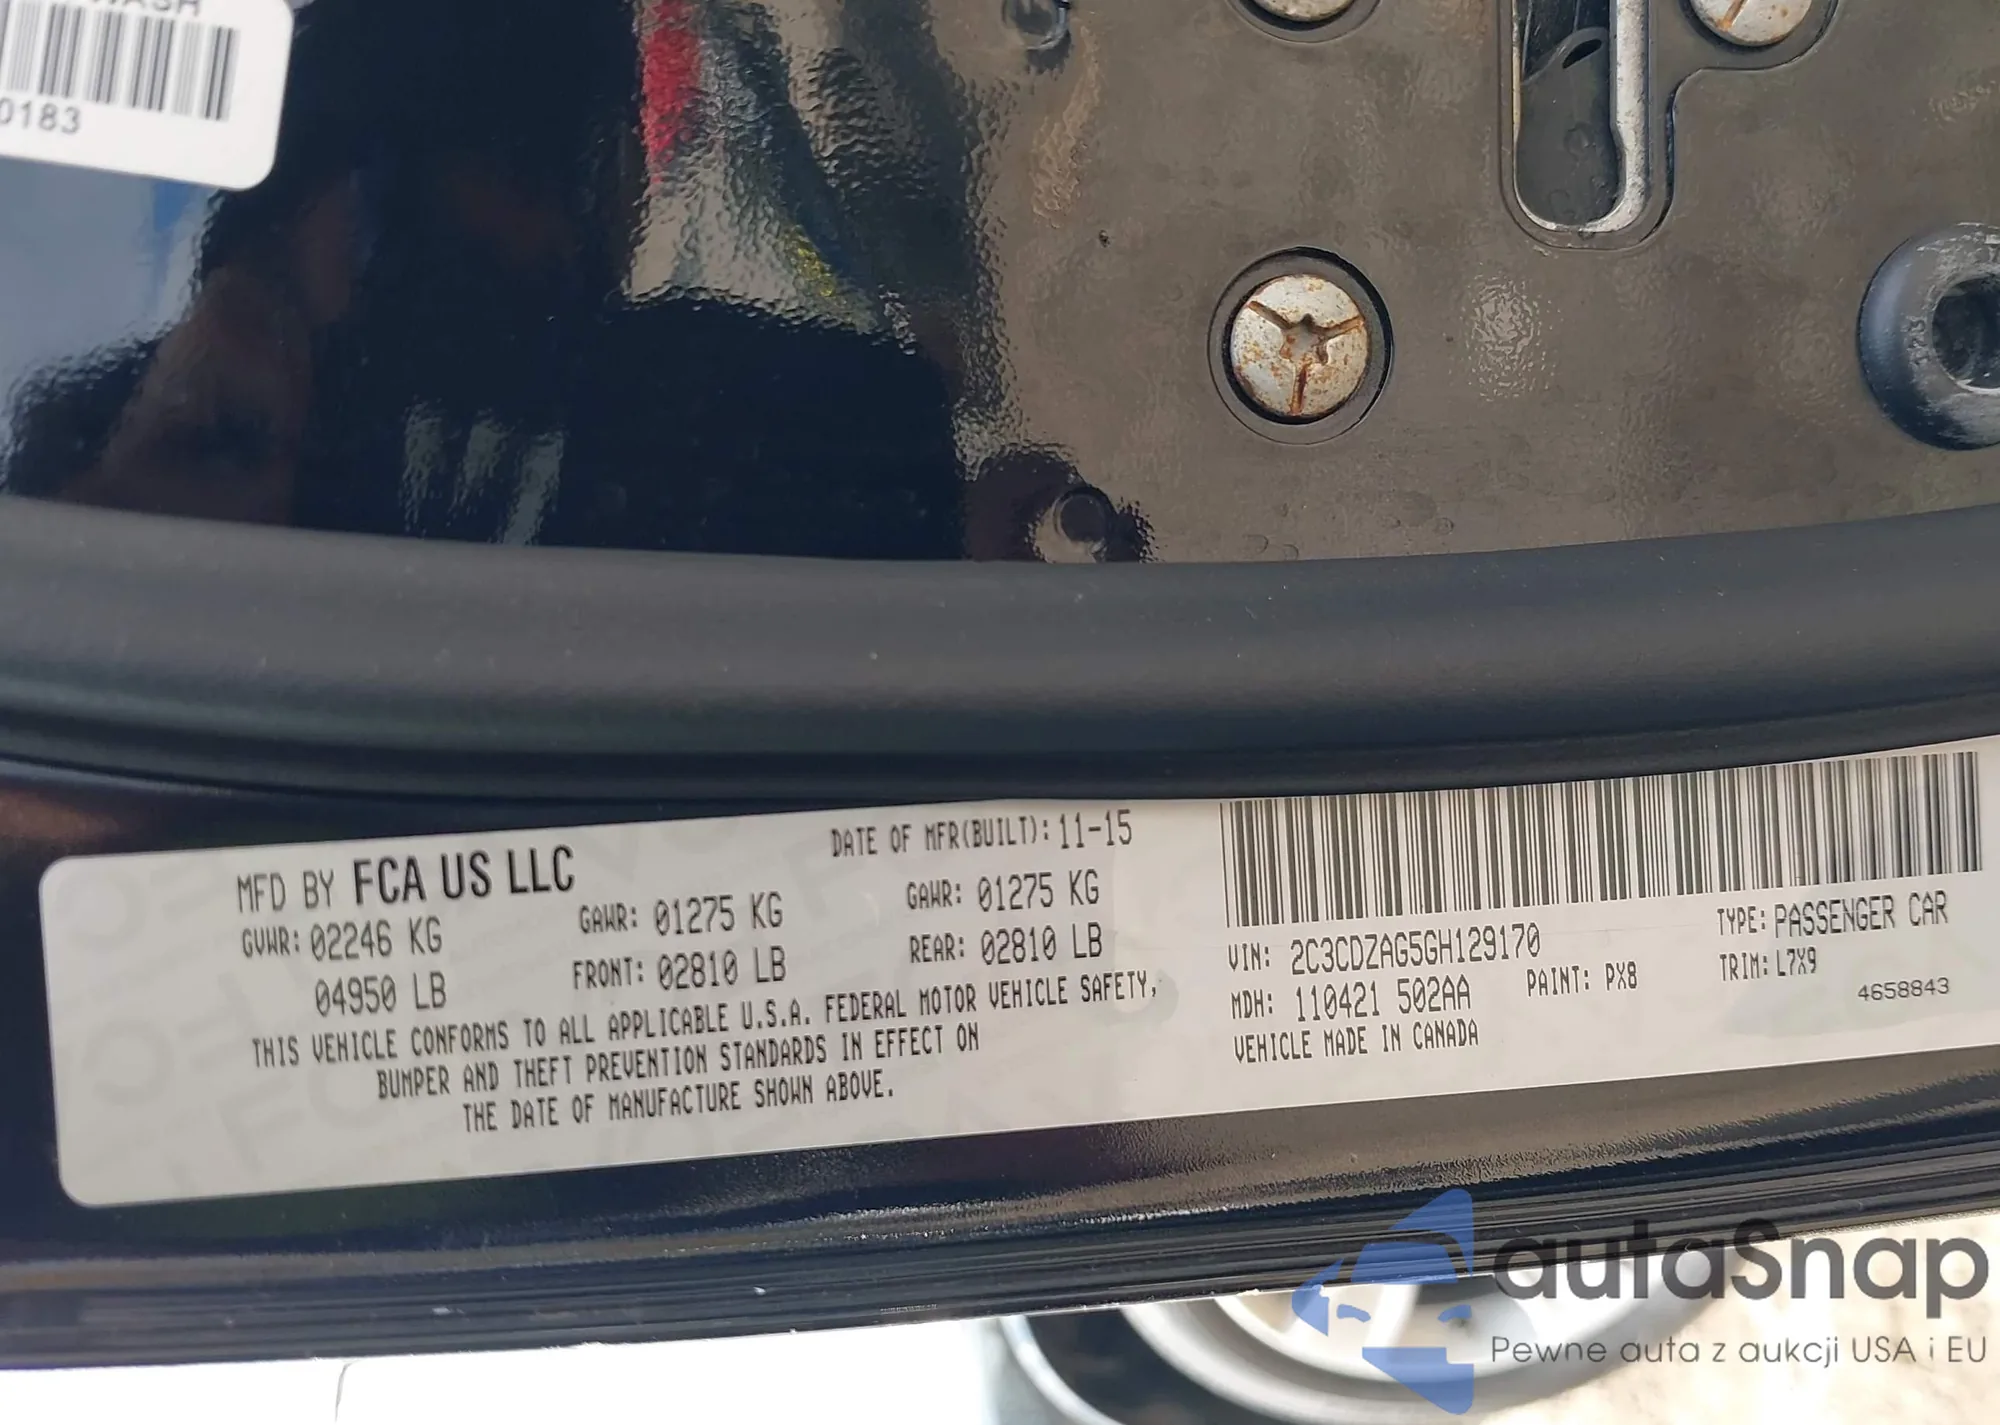 0183
MFD BY FCA US LLC
DATE OF MFR(BUILT): 11-15
GVWR: 02246 KG
04950 LB
GAWR: 01275 KG
FRONT: 02810 LB
GAWR: 01275 KG
REAR: 02810 LB
THIS VEHICLE CONFORMS TO ALL APPLICABLE U.S.A. FEDERAL MOTOR VEHICLE SAFETY,
BUMPER AND THEFT PREVENTION STANDARDS IN EFFECT ON
THE DATE OF MANUFACTURE SHOWN ABOVE.
VIN: 2C3CDZAG5GH129170
TYPE: PASSENGER CAR
MDH: 110421 502AA
PAINT: PX8
TRIM: L7X9
VEHICLE MADE IN CANADA
4658843
autaSnap
Pewne auta z aukcji USA i EU